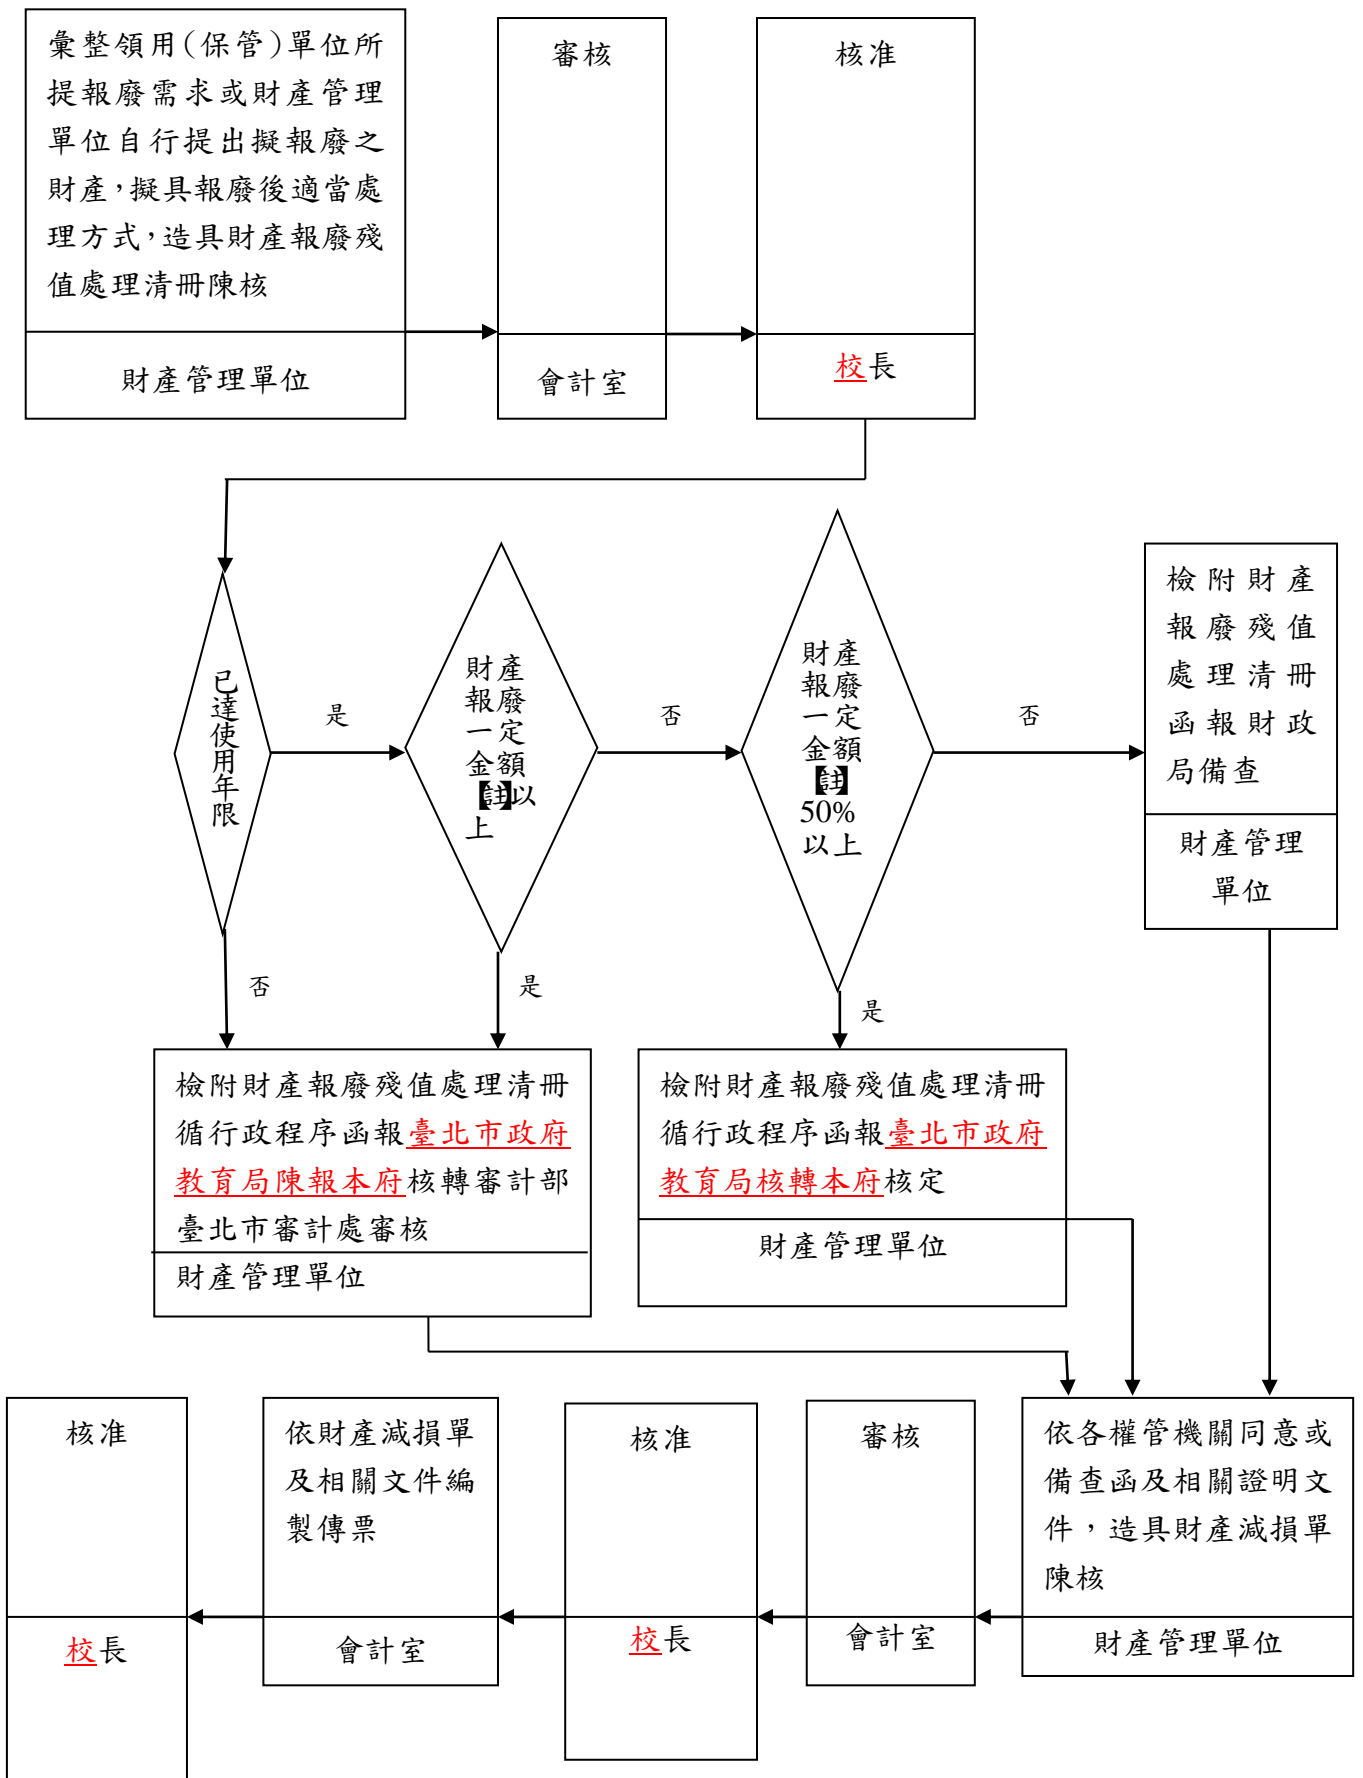 彙整領用(保管)單位所
提報廢需求或財產管理
單位自行提出擬報廢之
財產，擬具報廢後適當處
理方式，造具財產報廢殘
值處理清冊陳核
財產管理單位
審核
會計室
核准
校長
已達使用年限
是
否
財產
報廢
一定
金額
【註】以
上
否
是
財產
報廢
一定
金額
【註】
50%
以上
否
是
檢附財產
報廢殘值
處理清冊
函報財政
局備查
財產管理
單位
檢附財產報廢殘值處理清冊
循行政程序函報臺北市政府
教育局陳報本府核轉審計部
臺北市審計處審核
財產管理單位
檢附財產報廢殘值處理清冊
循行政程序函報臺北市政府
教育局核轉本府核定
財產管理單位
依各權管機關同意或
備查函及相關證明文
件，造具財產減損單
陳核
財產管理單位
審核
會計室
核准
校長
依財產減損單
及相關文件編
製傳票
會計室
核准
校長